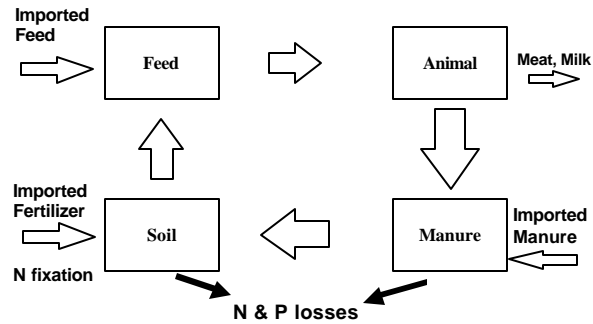 Imported
Feed
Feed
Animal
Meat, Milk
Imported
Fertilizer
N fixation
Soil
Manure
Imported
Manure
N & P losses